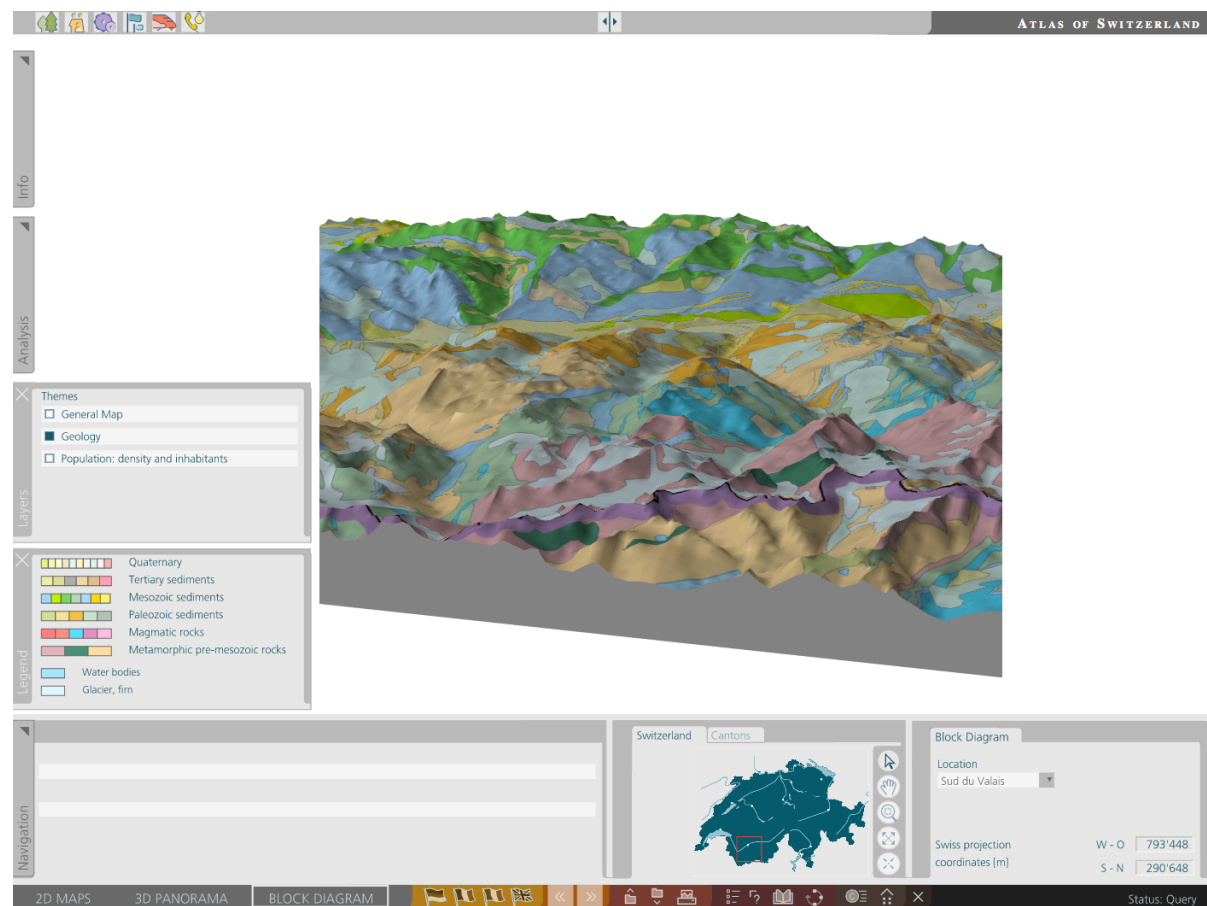 ATLAS OF SWITZERLAND
Info
Analysis
Themes
General Map
Geology
Population: density and inhabitants
Layers
Quaternary
Tertiary sediments
Mesozoic sediments
Paleozoic sediments
Magmatic rocks
Metamorphic pre-mesozoic rocks
Water bodies
Glacier, firn
Legend
Navigation
Switzerland
Cantons
Block Diagram
Location
Sud du Valais
Swiss projection
coordinates [m]
W - O 793'448
S - N 290'648
2D MAPS 3D PANORAMA BLOCK DIAGRAM Status: Query